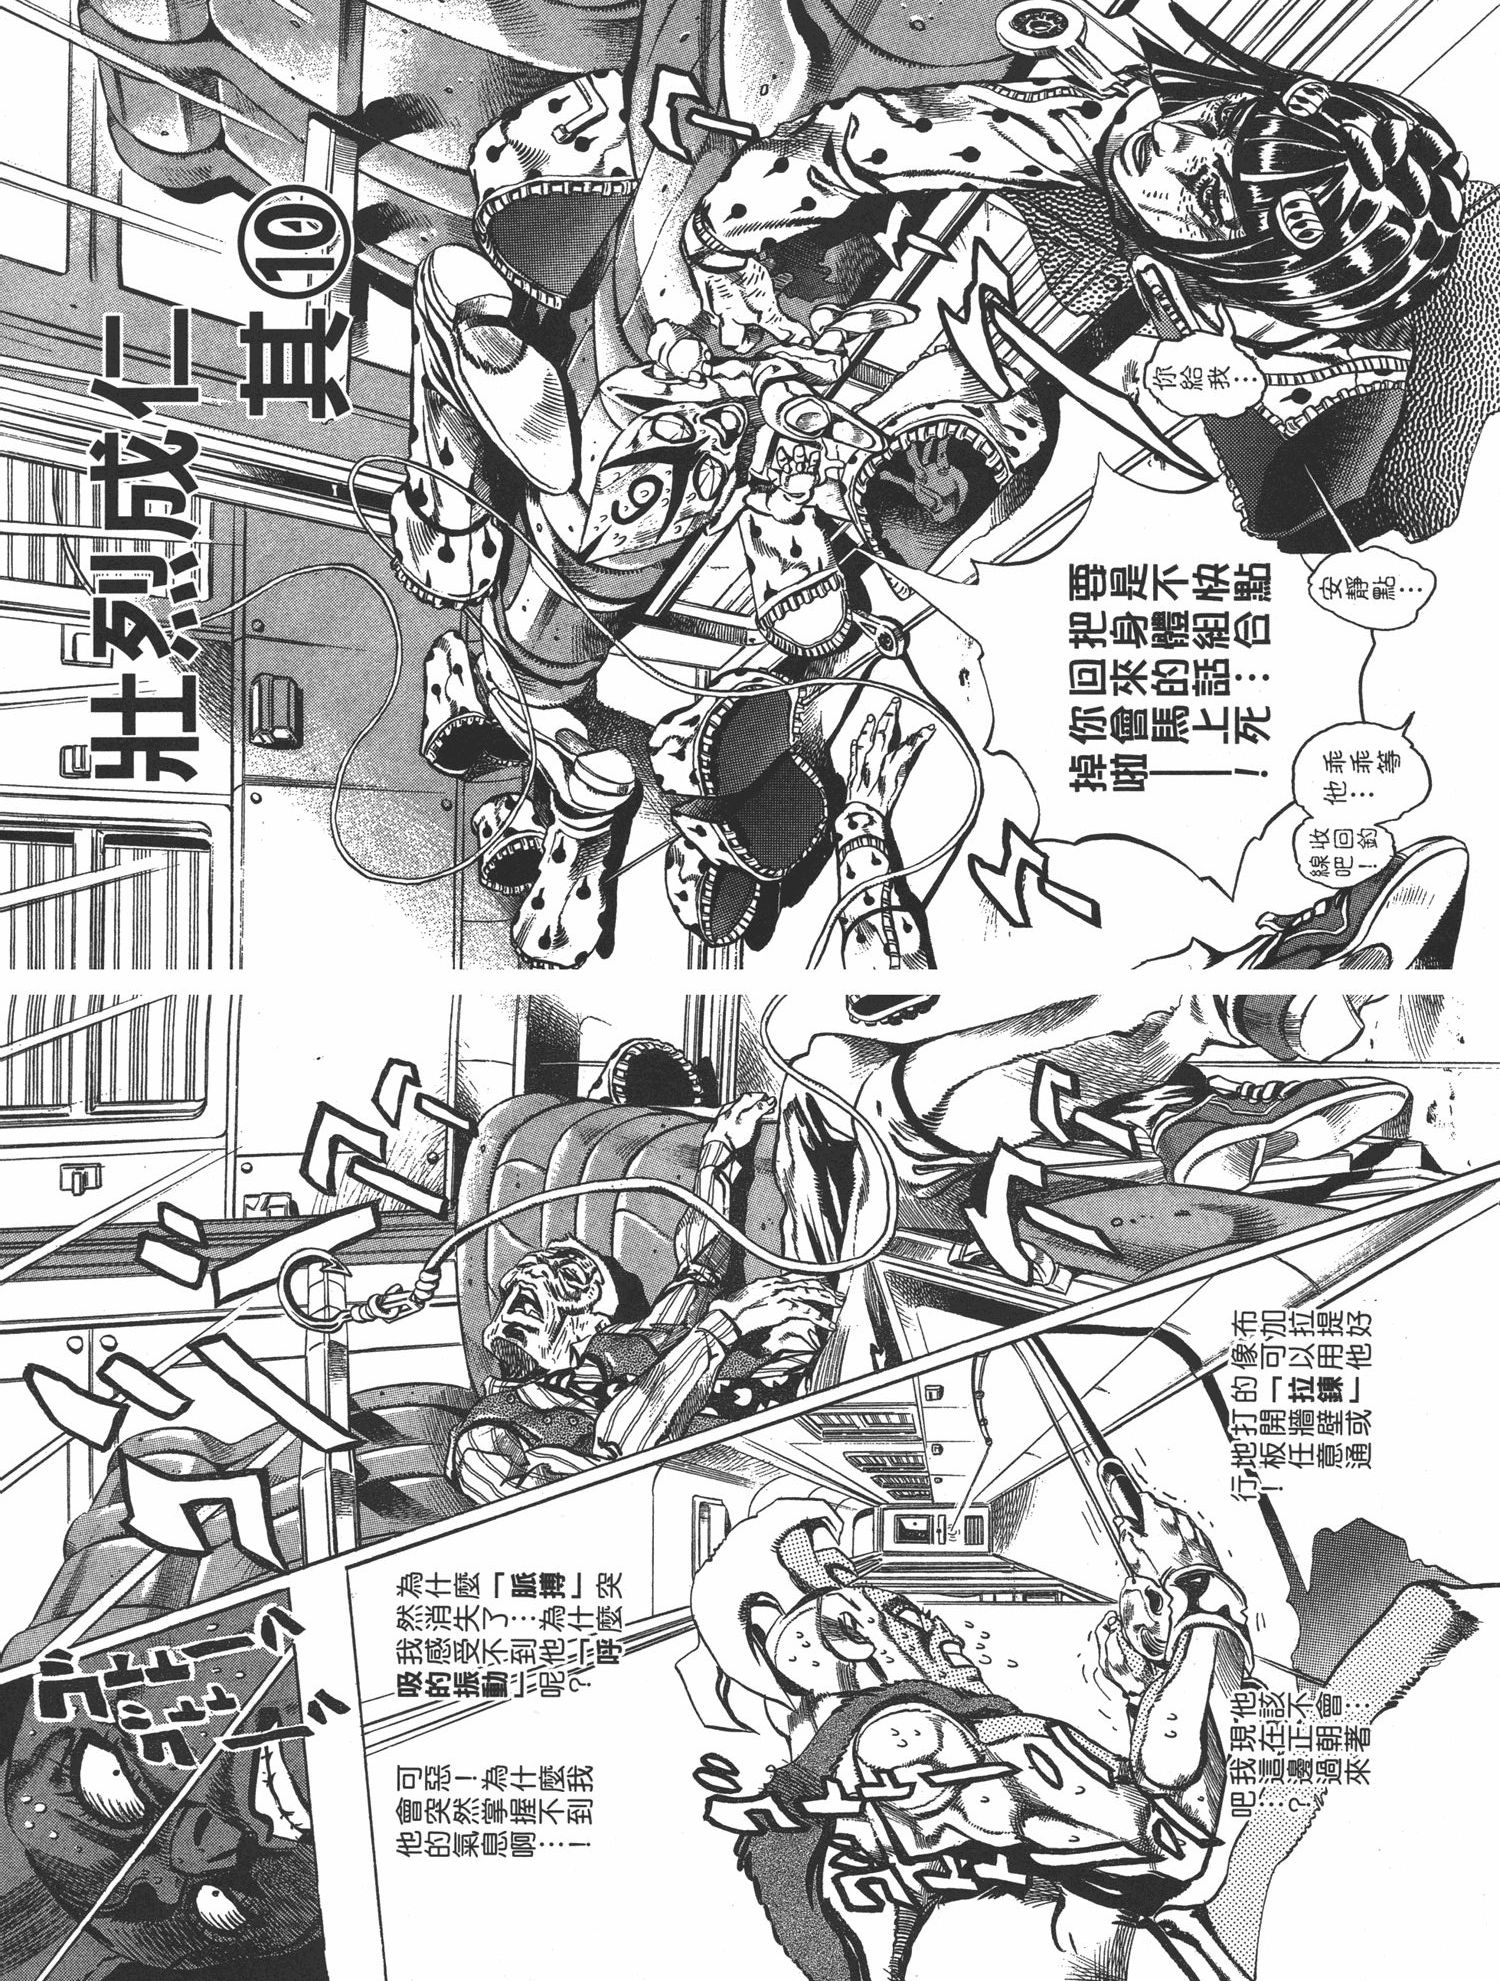 壯烈成仁
其⑩
你給我…
安靜點…
乖乖等
他…
收回釣
線吧！
要是不快點
把身體組合
回來的話…
你會馬上死
掉啦——！
布加拉提好
像可以用他
的「拉鍊」
打開牆壁或
地板任意通
行！
他該不會…
現在正朝著
我這邊過來
吧…？
為什麼「脈搏」突
然消失了…為什麼
我感受不到他「呼
吸的振動」呢？
可惡！為什麼我
會突然掌握不到
他的氣息啊…！